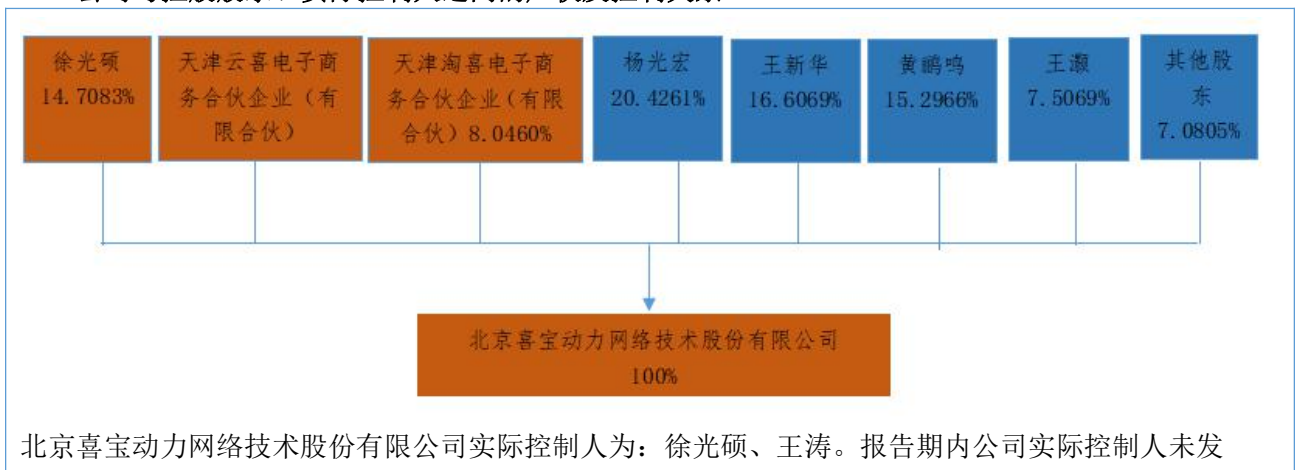 徐光硕
14.7083%
天津云喜电子商
务合伙企业（有
限合伙）
天津淘喜电子商
务合伙企业（有限
合伙）8.0460%
杨光宏
20.4261%
王新华
16.6069%
黄鹂鸣
15.2966%
王灏
7.5069%
其他股
东
7.0805%
北京喜宝动力网络技术股份有限公司
100%
北京喜宝动力网络技术股份有限公司实际控制人为：徐光硕、王涛。报告期内公司实际控制人未发